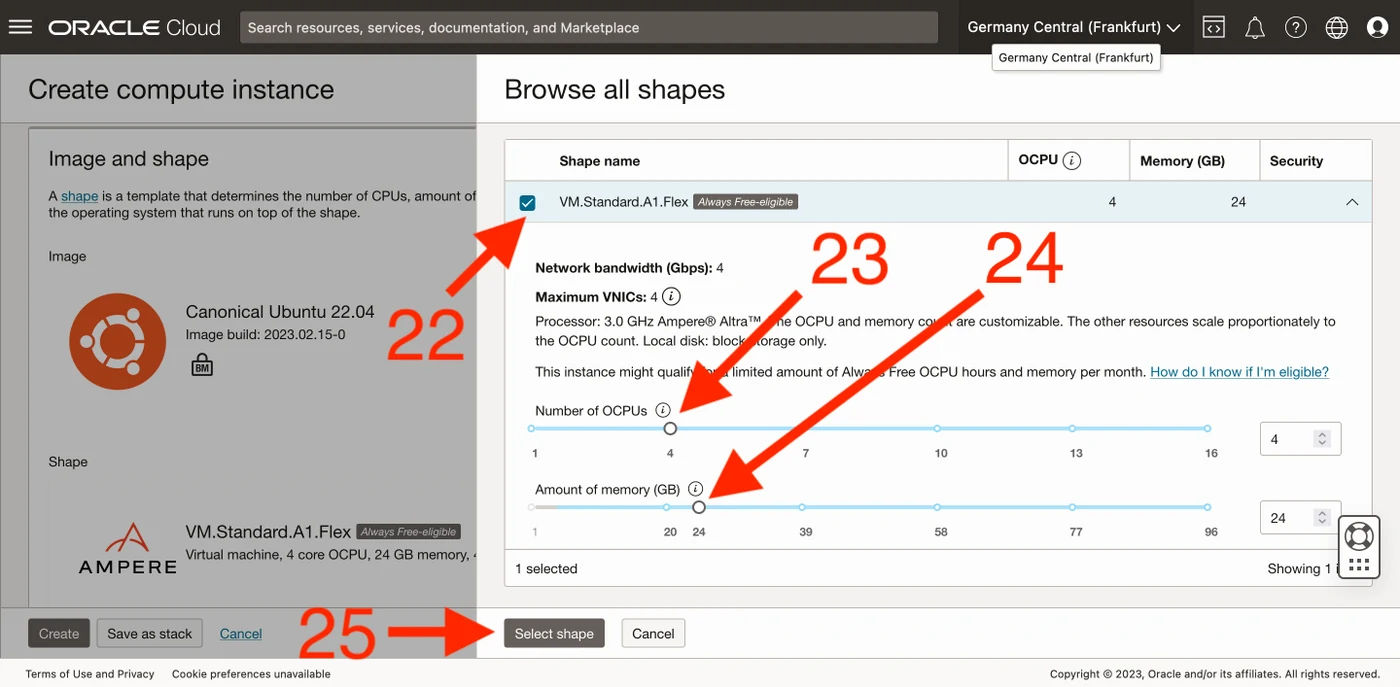 ORACLE Cloud
Search resources, services, documentation, and Marketplace
Germany Central (Frankfurt)
Germany Central (Frankfurt)
Create compute instance
Image and shape
A shape is a template that determines the number of CPUs, amount of
the operating system that runs on top of the shape.
Image
Canonical Ubuntu 22.04
Image build: 2023.02.15-0
BM
Shape
AMPERE
VM.Standard.A1.Flex Always Free-eligible
Virtual machine, 4 core OCPU, 24 GB memory, 4
Create Save as stack Cancel
Browse all shapes
Shape name OCPU i Memory (GB) Security
VM.Standard.A1.Flex Always Free-eligible 4 24
22
23
24
Network bandwidth (Gbps): 4
Maximum VNICs: 4 i
Processor: 3.0 GHz Ampere® Altra™ The OCPU and memory count are customizable. The other resources scale proportionately to
the OCPU count. Local disk: block storage only.
This instance might qualify for a limited amount of Always Free OCPU hours and memory per month. How do I know if I'm eligible?
Number of OCPUs i
1 4 7 10 13 16
4
Amount of memory (GB) i
1 20 24 39 58 77 96
24
1 selected
Showing 1
25
Select shape Cancel
Terms of Use and Privacy Cookie preferences unavailable
Copyright © 2023, Oracle and/or its affiliates. All rights reserved.